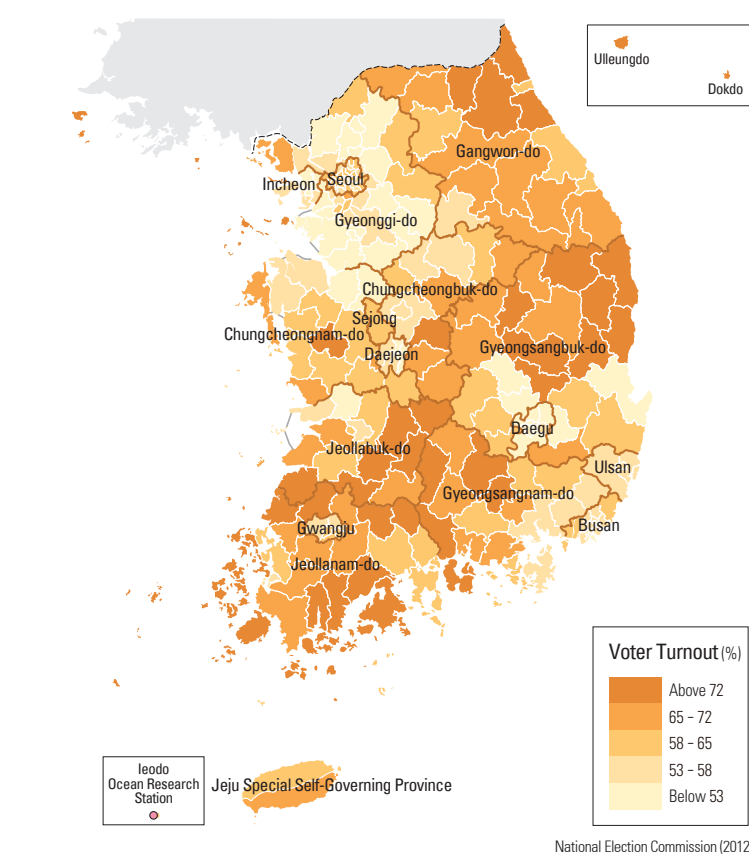 Ulleungdo
Dokdo
Gangwon-do
Incheon
Seoul
Gyeonggi-do
Chungcheongbuk-do
Sejong
Chungcheongnam-do
Daejeon
Gyeongsangbuk-do
Daegu
Jeollabuk-do
Ulsan
Gyeongsangnam-do
Busan
Gwangju
Jeollanam-do
Voter Turnout (%)
Above 72
65 – 72
58 – 65
53 – 58
Below 53
Ieodo
Ocean Research
Station
Jeju Special Self-Governing Province
National Election Commission (2012